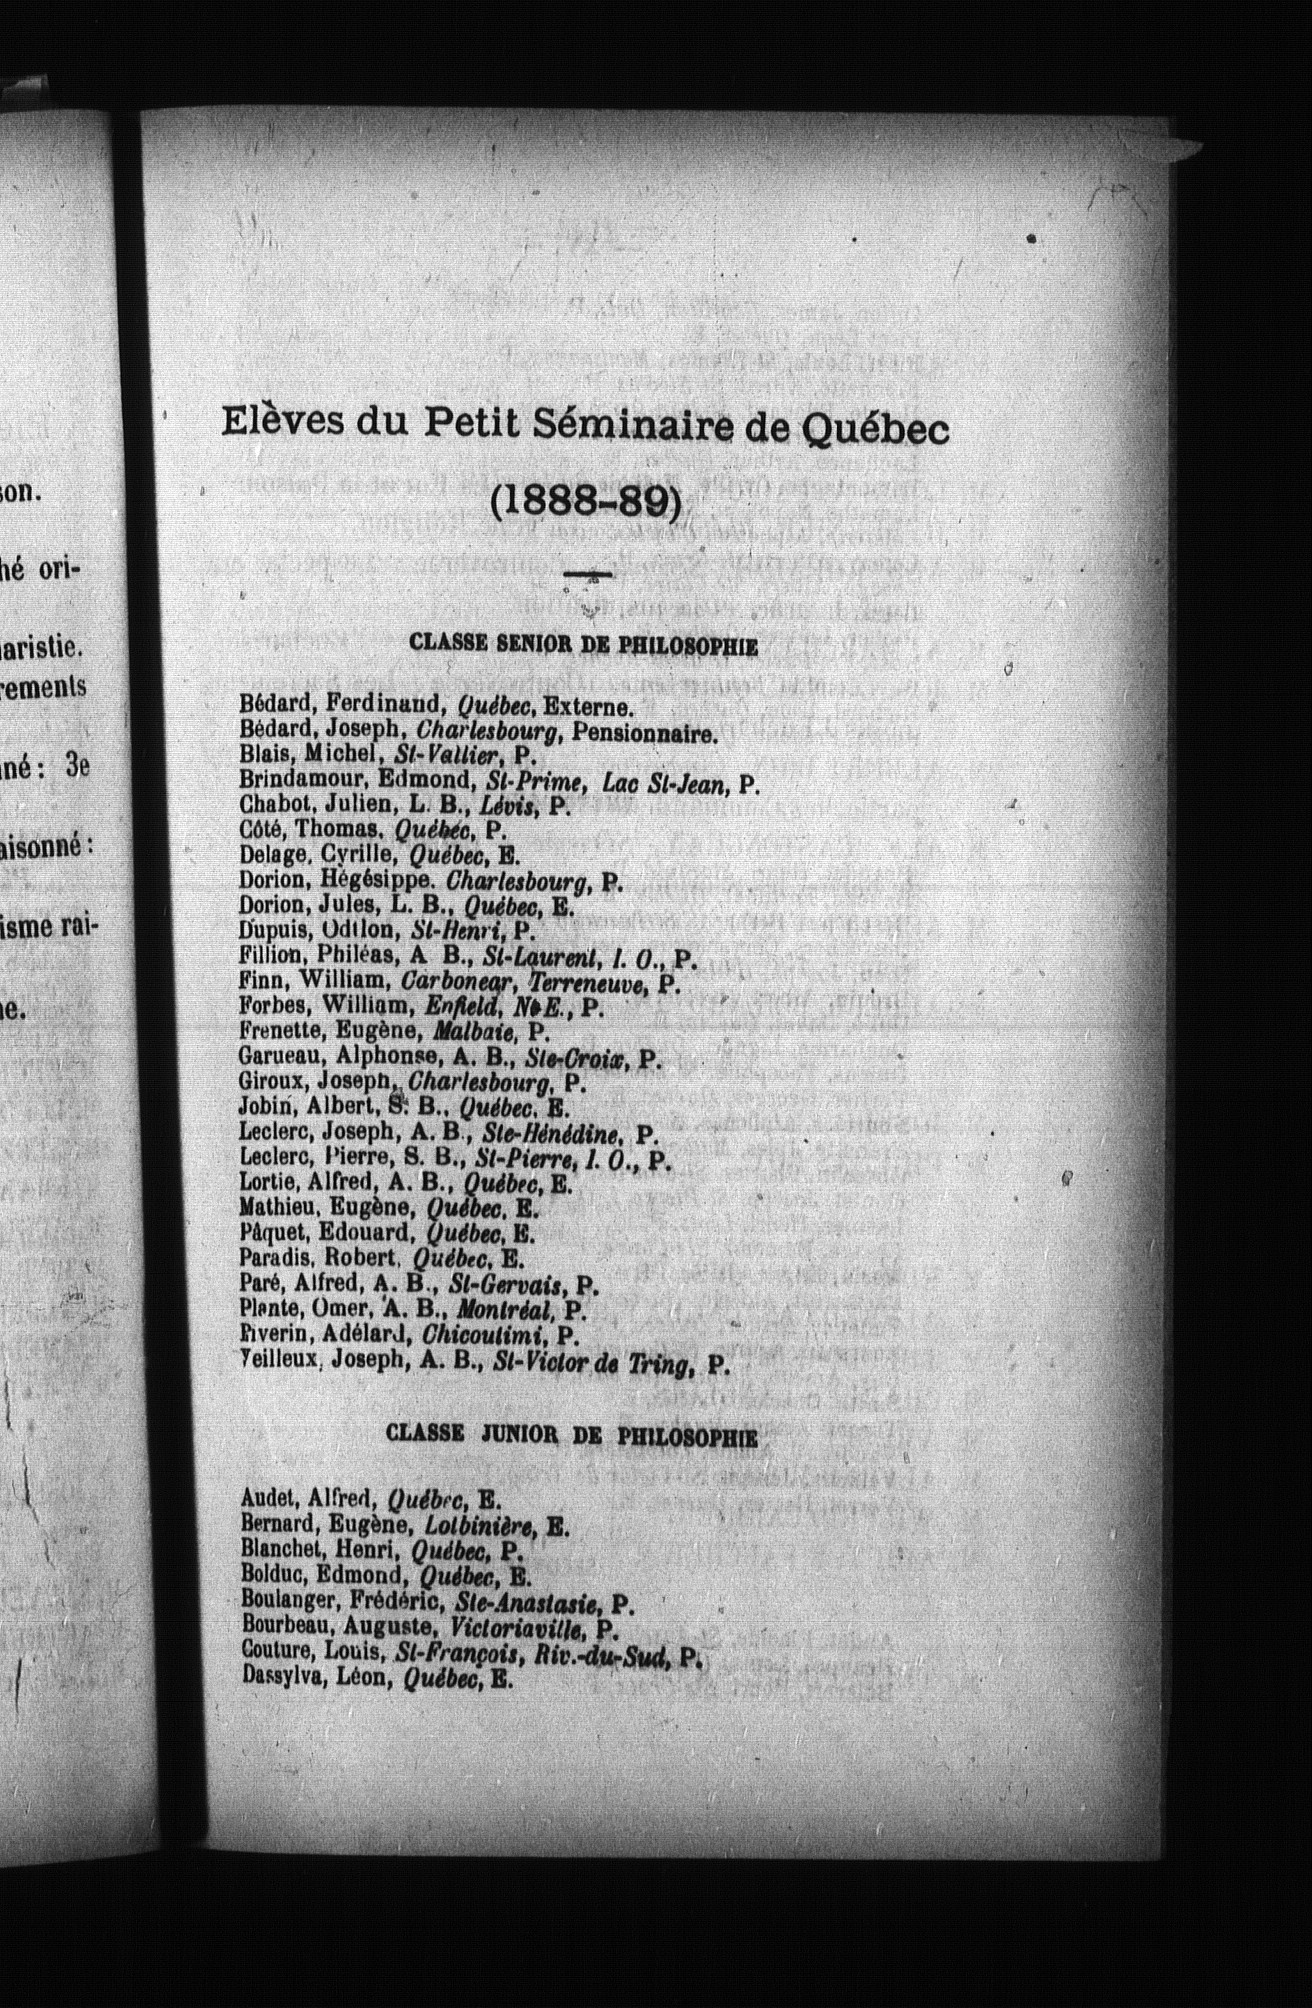 son.
hé ori-
aristie.
rements
né : 3e
aisonné :
isme rai-
e.
Elèves du Petit Séminaire de Québec
(1888-89)
CLASSE SENIOR DE PHILOSOPHIE
Bédard, Ferdinand, Québec, Externe.
Bédard, Joseph, Charlesbourg, Pensionnaire.
Blais, Michel, St-Vallier, P.
Brindamour, Edmond, St-Prime, Lac St-Jean, P.
Chabot, Julien, L. B., Lévis, P.
Côté, Thomas, Québec, P.
Delage, Cyrille, Québec, E.
Dorion, Hégésippe. Charlesbourg, P.
Dorion, Jules, L. B., Québec, E.
Dupuis, Odilon, St-Henri, P.
Fillion, Philéas, A B., St-Laurent, I. O., P.
Finn, William, Carbonear, Terreneuve, P.
Forbes, William, Enfield, N.-E., P.
Frenette, Eugène, Malbaie, P.
Garueau, Alphonse, A. B., Ste-Croix, P.
Giroux, Joseph, Charlesbourg, P.
Jobin, Albert, S. B., Québec, E.
Leclerc, Joseph, A. B., Ste-Hénédine, P.
Leclerc, Pierre, S. B., St-Pierre, I. O., P.
Lortie, Alfred, A. B., Québec, E.
Mathieu, Eugène, Québec, E.
Pâquet, Edouard, Québec, E.
Paradis, Robert, Québec, E.
Paré, Alfred, A. B., St-Gervais, P.
Plante, Omer, A. B., Montréal, P.
Riverin, Adélard, Chicoutimi, P.
Veilleux, Joseph, A. B., St-Victor de Tring, P.
CLASSE JUNIOR DE PHILOSOPHIE
Audet, Alfred, Québec, E.
Bernard, Eugène, Lotbinière, E.
Blanchet, Henri, Québec, P.
Bolduc, Edmond, Québec, E.
Boulanger, Frédéric, Ste-Anastasie, P.
Bourbeau, Auguste, Victoriaville, P.
Couture, Louis, St-François, Riv.-du-Sud, P.
Dassylva, Léon, Québec, E.